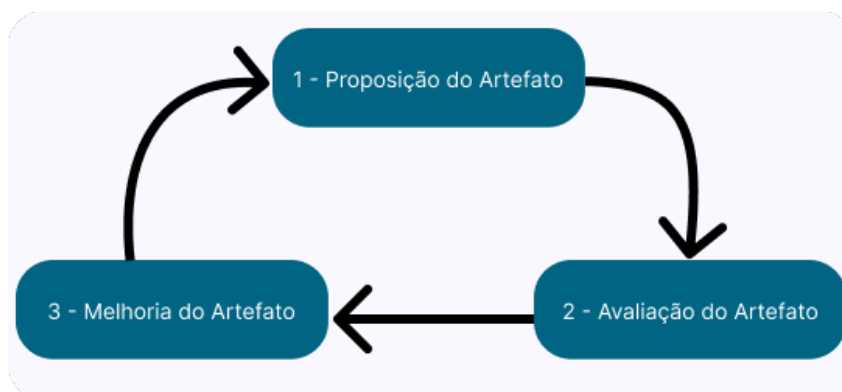 1 - Proposição do Artefato
3 - Melhoria do Artefato
2 - Avaliação do Artefato